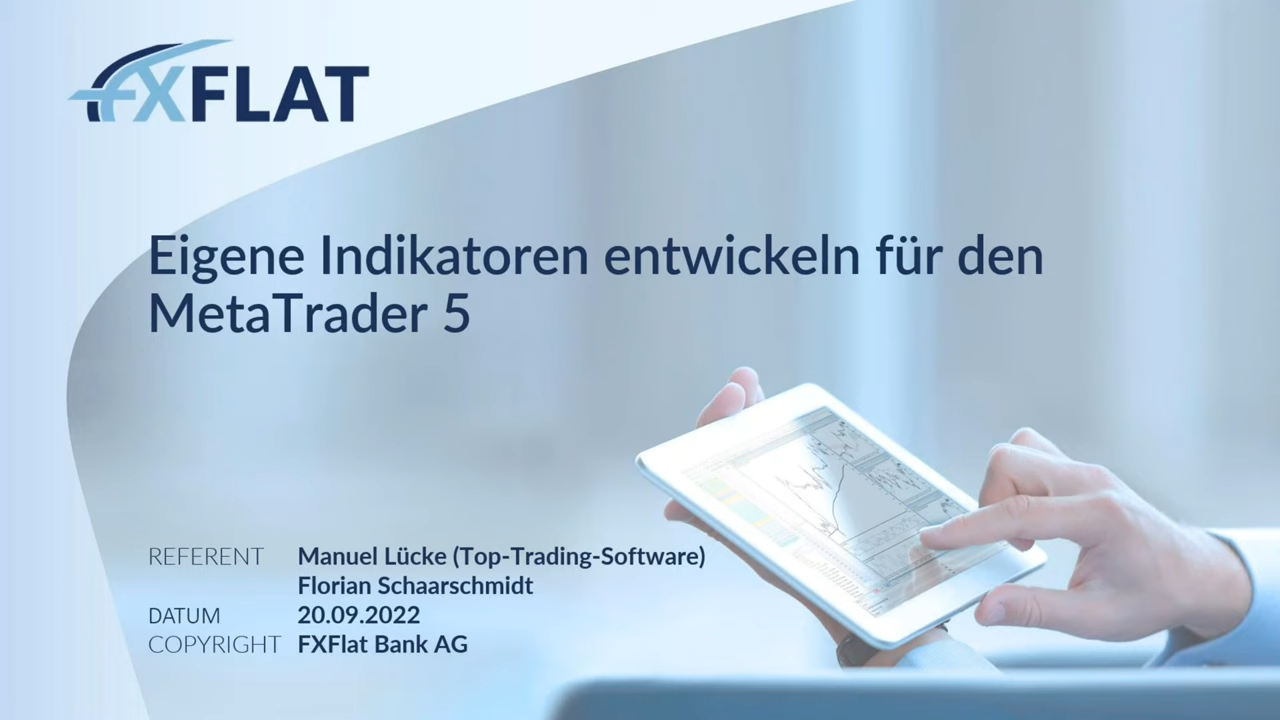 FXFLAT
Eigene Indikatoren entwickeln für den
MetaTrader 5
REFERENT Manuel Lücke (Top-Trading-Software)
Florian Schaarschmidt
DATUM 20.09.2022
COPYRIGHT FXFlat Bank AG